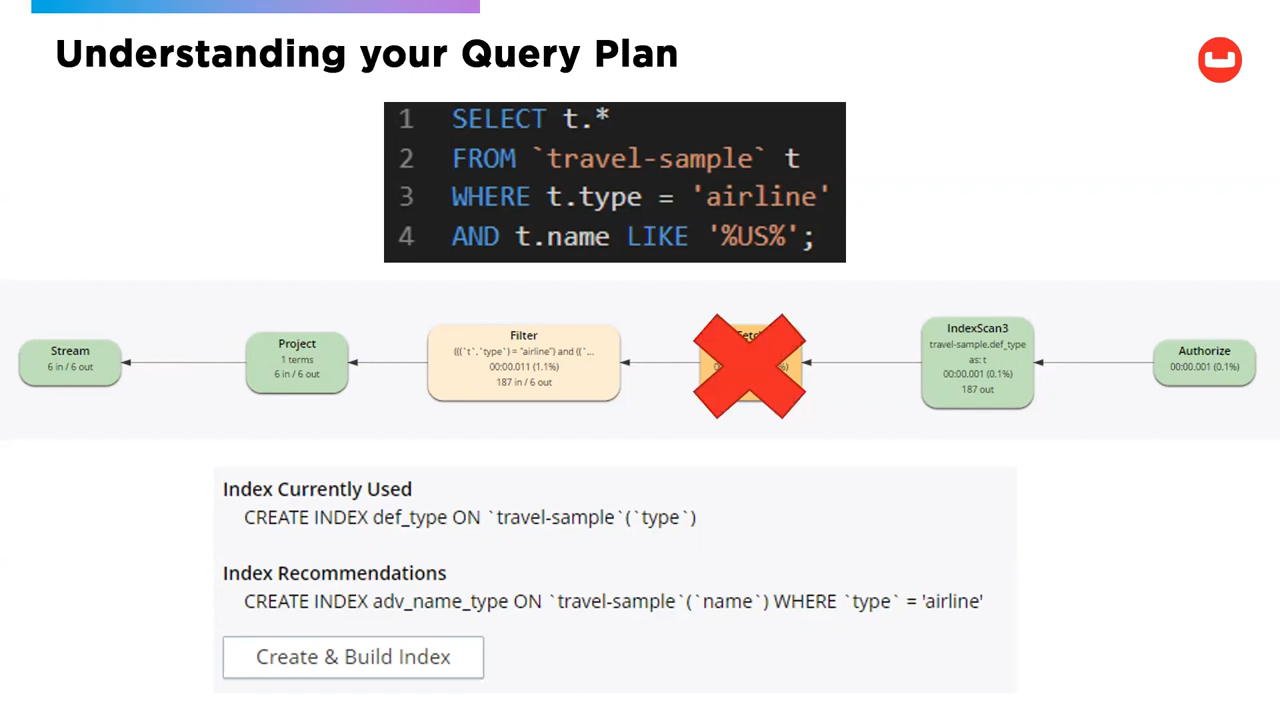 Understanding your Query Plan
1 SELECT t.*
2 FROM `travel-sample` t
3 WHERE t.type = 'airline'
4 AND t.name LIKE '%US%';
Stream
6 in / 6 out
Project
1 terms
6 in / 6 out
Filter
(((`t`.`type`) = "airline") and ((`...
00:00.011 (1.1%)
187 in / 6 out
IndexScan3
travel-sample.def_type
as: t
00:00.001 (0.1%)
187 out
Authorize
00:00.001 (0.1%)
Index Currently Used
CREATE INDEX def_type ON `travel-sample`(`type`)
Index Recommendations
CREATE INDEX adv_name_type ON `travel-sample`(`name`) WHERE `type` = 'airline'
Create & Build Index